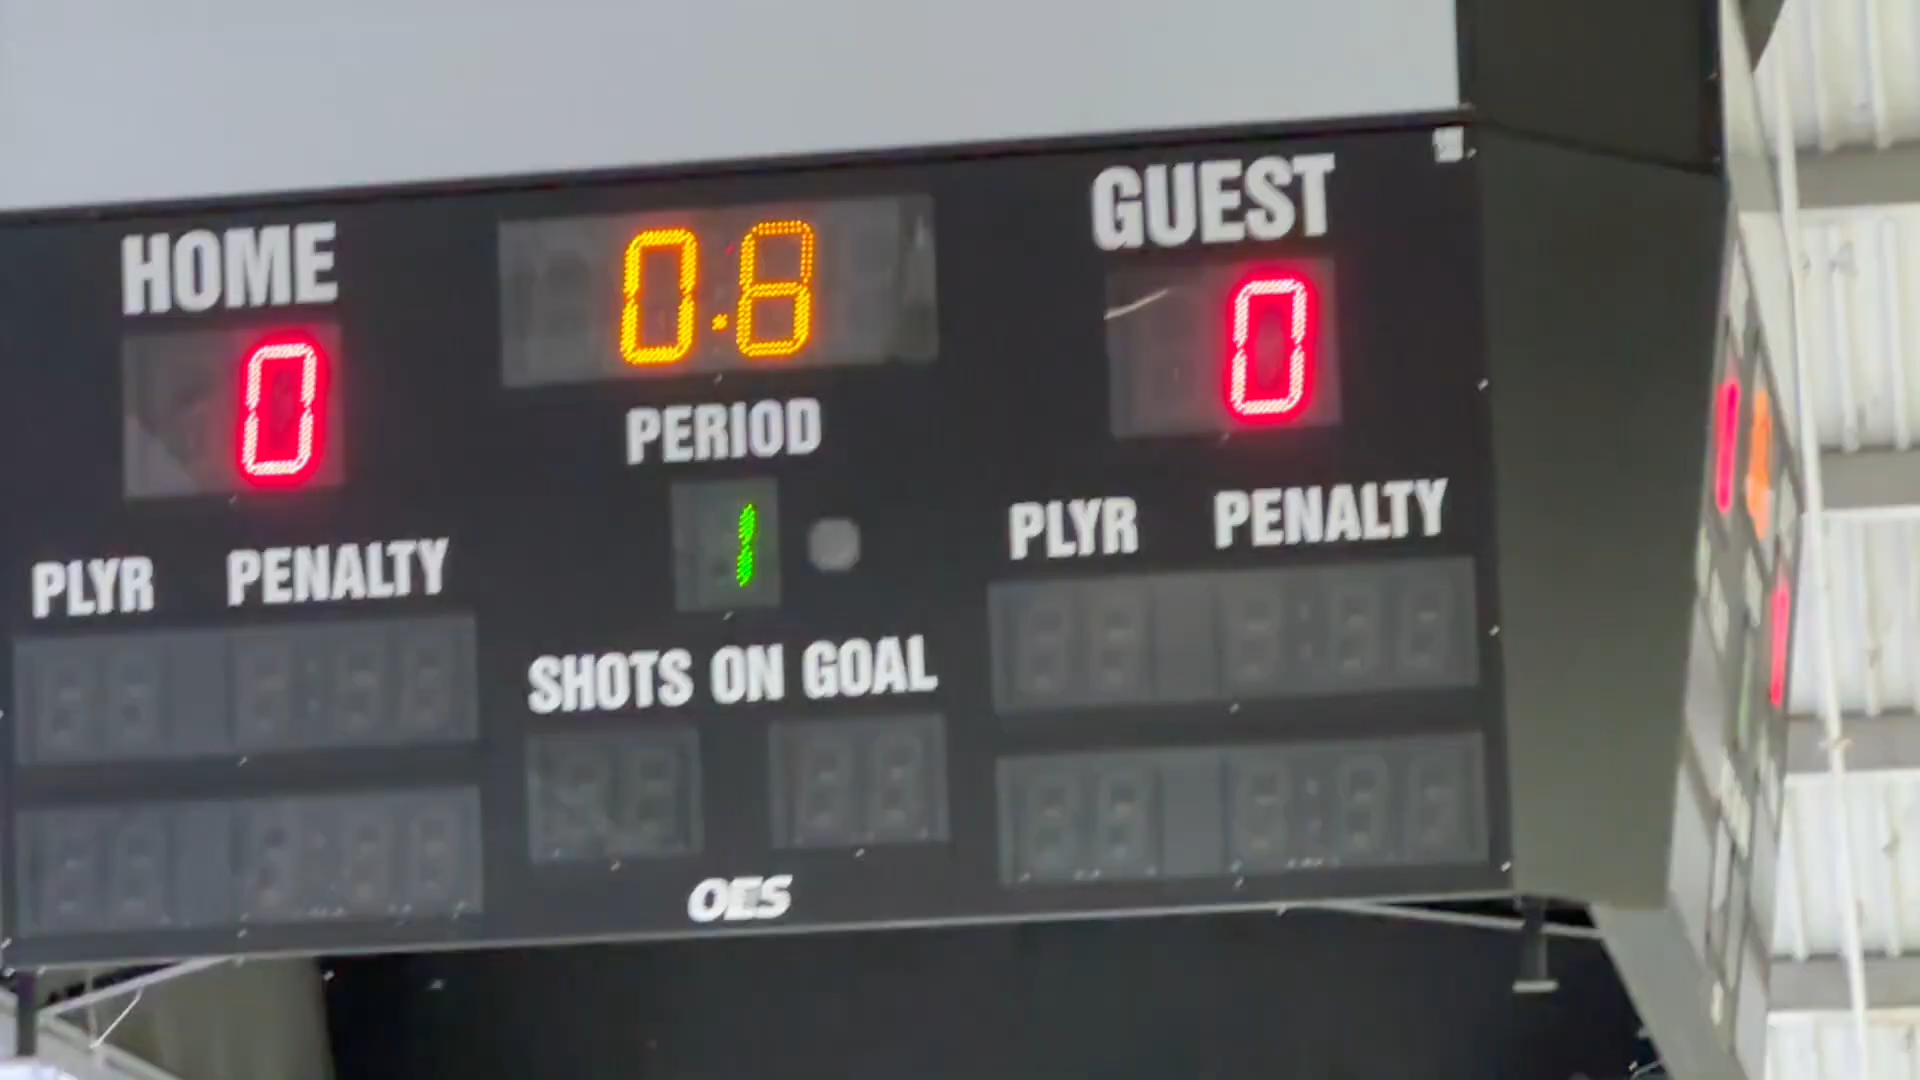 HOME
0.8
GUEST
0
0
PERIOD
1
PLYR PENALTY
PLYR PENALTY
SHOTS ON GOAL
OES